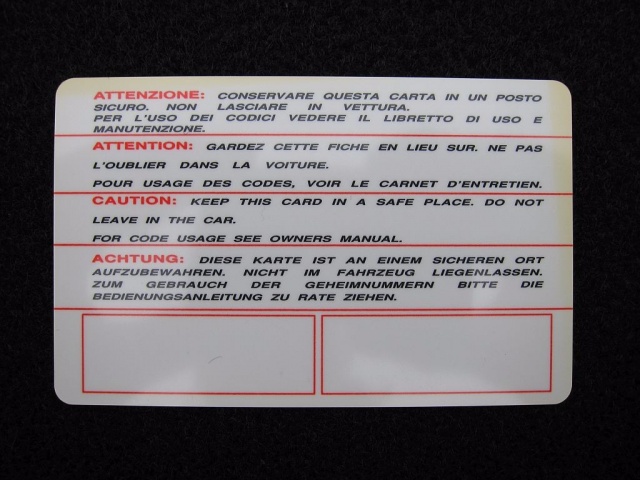 ATTENZIONE: CONSERVARE QUESTA CARTA IN UN POSTO
SICURO. NON LASCIARE IN VETTURA.
PER L'USO DEI CODICI VEDERE IL LIBRETTO DI USO E
MANUTENZIONE.
ATTENTION: GARDEZ CETTE FICHE EN LIEU SUR. NE PAS
L'OUBLIER DANS LA VOITURE.
POUR USAGE DES CODES, VOIR LE CARNET D'ENTRETIEN.
CAUTION: KEEP THIS CARD IN A SAFE PLACE. DO NOT
LEAVE IN THE CAR.
FOR CODE USAGE SEE OWNERS MANUAL.
ACHTUNG: DIESE KARTE IST AN EINEM SICHEREN ORT
AUFZUBEWAHREN. NICHT IM FAHRZEUG LIEGENLASSEN.
ZUM GEBRAUCH DER GEHEIMNUMMERN BITTE DIE
BEDIENUNGSANLEITUNG ZU RATE ZIEHEN.